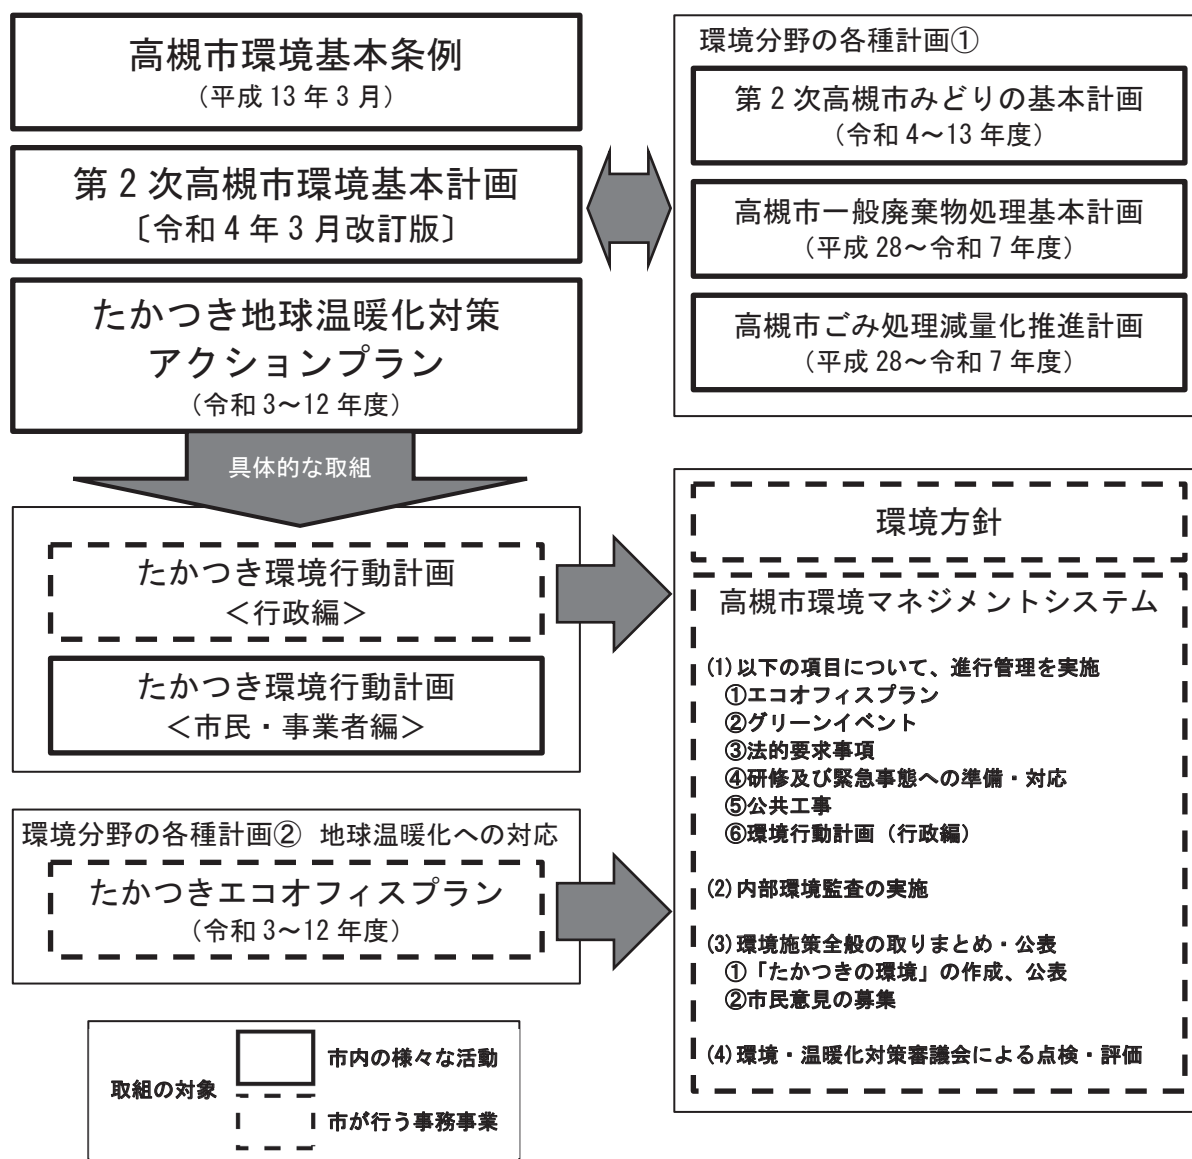 高槻市環境基本条例
（平成13年3月）
第2次高槻市環境基本計画
〔令和4年3月改訂版〕
たかつき地球温暖化対策
アクションプラン
（令和3～12年度）
環境分野の各種計画①
第2次高槻市みどりの基本計画
（令和4～13年度）
高槻市一般廃棄物処理基本計画
（平成28～令和7年度）
高槻市ごみ処理減量化推進計画
（平成28～令和7年度）
具体的な取組
たかつき環境行動計画
＜行政編＞
たかつき環境行動計画
＜市民・事業者編＞
環境分野の各種計画② 地球温暖化への対応
たかつきエコオフィスプラン
（令和3～12年度）
環境方針
高槻市環境マネジメントシステム
(1)以下の項目について、進行管理を実施
①エコオフィスプラン
②グリーンイベント
③法的要求事項
④研修及び緊急事態への準備・対応
⑤公共工事
⑥環境行動計画（行政編）
(2)内部環境監査の実施
(3)環境施策全般の取りまとめ・公表
①「たかつきの環境」の作成、公表
②市民意見の募集
(4)環境・温暖化対策審議会による点検・評価
取組の対象
市内の様々な活動
市が行う事務事業